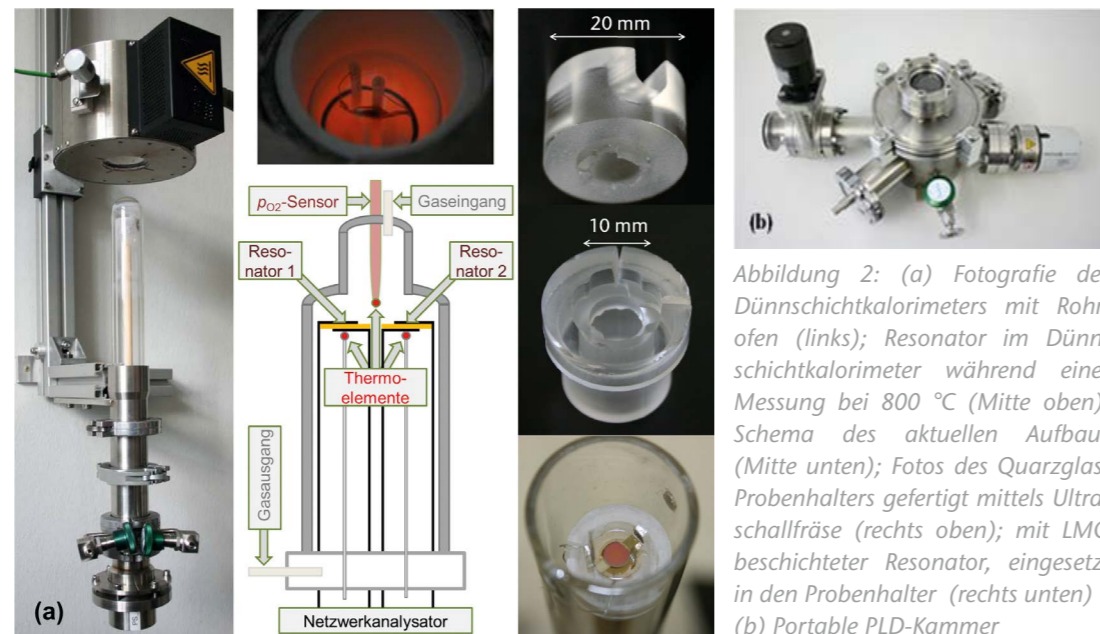 (a)
p_O2-Sensor
Gaseingang
Reso-
nator 1
Reso-
nator 2
Thermo-
elemente
Gasausgang
Netzwerkanalysator
20 mm
10 mm
(b)
Abbildung 2: (a) Fotografie de
Dünnschichtkalorimeters mit Rohr
ofen (links); Resonator im Dünn
schichtkalorimeter während eine
Messung bei 800 °C (Mitte oben)
Schema des aktuellen Aufbau
(Mitte unten); Fotos des Quarzglas
Probenhalters gefertigt mittels Ultra
schallfräse (rechts oben); mit
beschichteter Resonator, eingesetz
in den Probenhalter (rechts unten)
(b) Portable PLD-Kammer